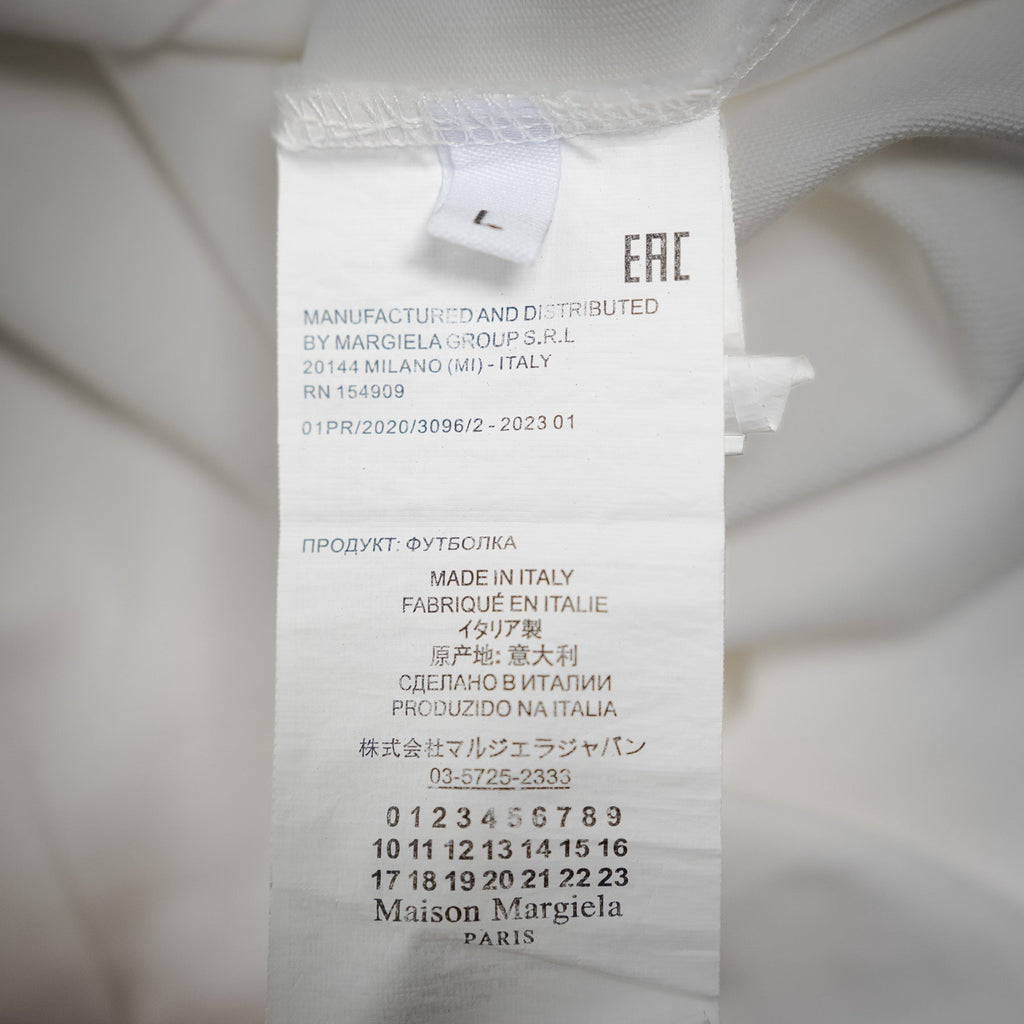 L
EAC
MANUFACTURED AND DISTRIBUTED
BY MARGIELA GROUP S.R.L
20144 MILANO (MI) - ITALY
RN 154909
01PR/2020/3096/2 - 2023 01
ПРОДУКТ: ФУТБОЛКА
MADE IN ITALY
FABRIQUÉ EN ITALIE
イタリア製
原产地: 意大利
СДЕЛАНО В ИТАЛИИ
PRODUZIDO NA ITALIA
株式会社マルジェラジャパン
03-5725-2333
0 1 2 3 4 5 6 7 8 9
10 11 12 13 14 15 16
17 18 19 20 21 22 23
Maison Margiela
PARIS